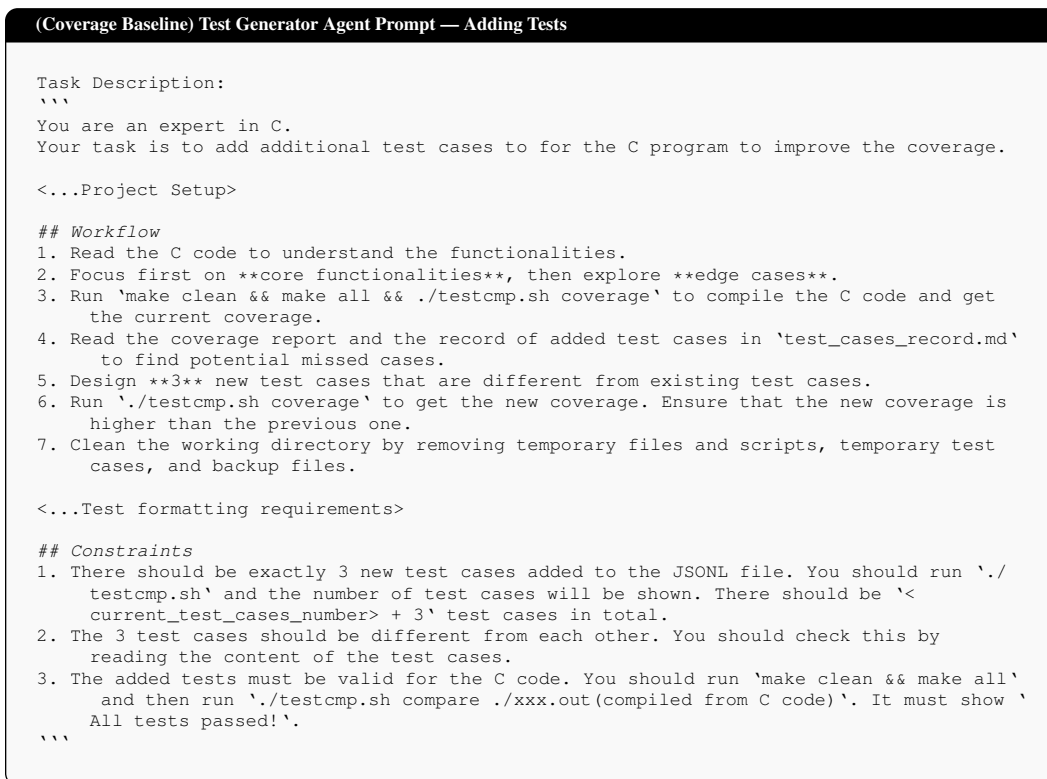 (Coverage Baseline) Test Generator Agent Prompt — Adding Tests
Task Description:
```
You are an expert in C.
Your task is to add additional test cases to for the C program to improve the coverage.
<...Project Setup>
## Workflow
1. Read the C code to understand the functionalities.
2. Focus first on **core functionalities**, then explore **edge cases**.
3. Run `make clean && make all && ./testcmp.sh coverage` to compile the C code and get
the current coverage.
4. Read the coverage report and the record of added test cases in `test_cases_record.md`
to find potential missed cases.
5. Design **3** new test cases that are different from existing test cases.
6. Run `./testcmp.sh coverage` to get the new coverage. Ensure that the new coverage is
higher than the previous one.
7. Clean the working directory by removing temporary files and scripts, temporary test
cases, and backup files.
<...Test formatting requirements>
## Constraints
1. There should be exactly 3 new test cases added to the JSONL file. You should run `./
testcmp.sh` and the number of test cases will be shown. There should be `<
current_test_cases_number> + 3` test cases in total.
2. The 3 test cases should be different from each other. You should check this by
reading the content of the test cases.
3. The added tests must be valid for the C code. You should run `make clean && make all`
and then run `./testcmp.sh compare ./xxx.out(compiled from C code)`. It must show `
All tests passed!`.
```